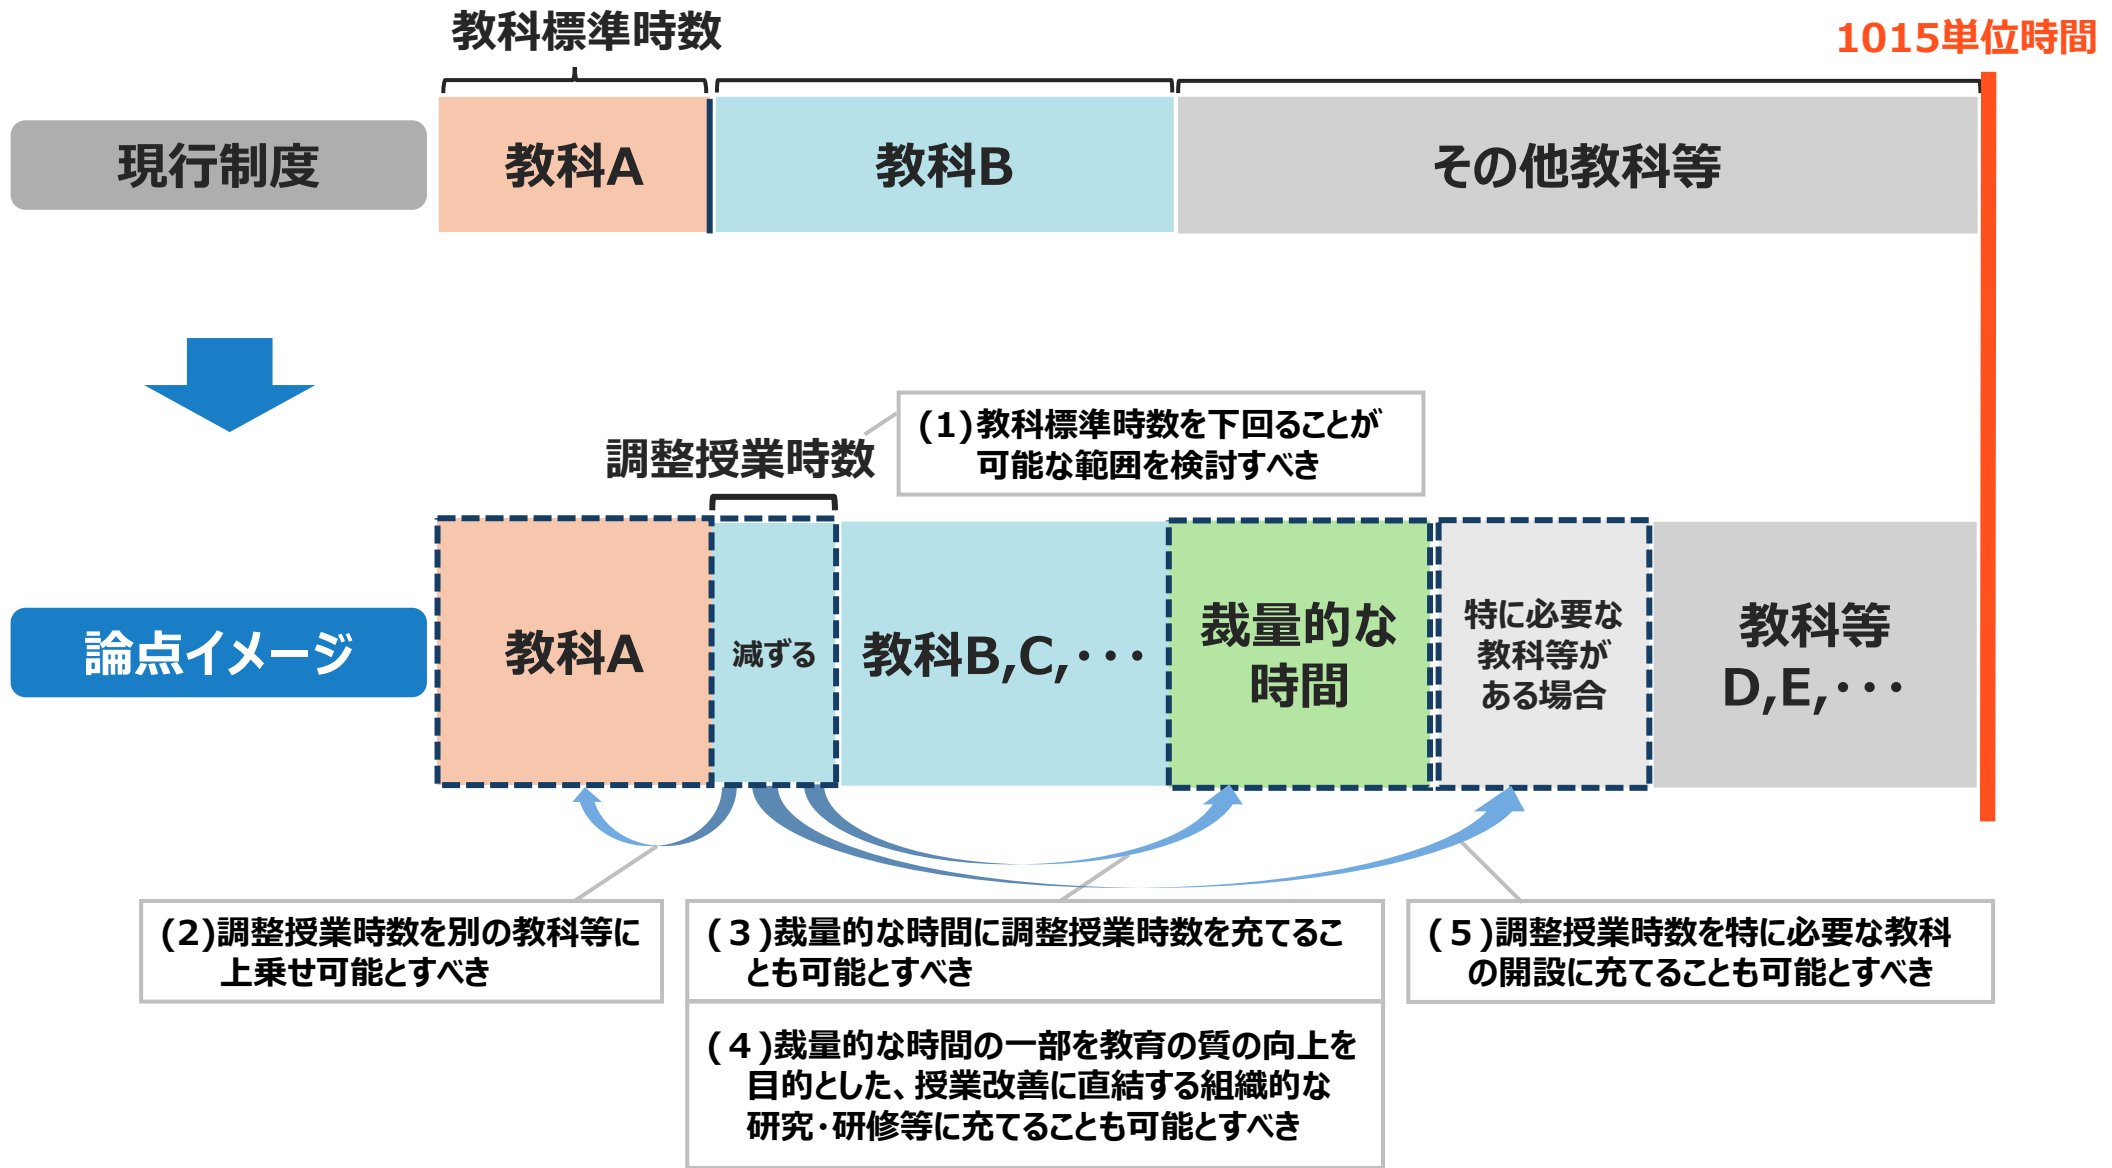 教科標準時数
1015単位時間
現行制度
教科A
教科B
その他教科等
(1)教科標準時数を下回ることが
可能な範囲を検討すべき
調整授業時数
論点イメージ
教科A
減ずる
教科B,C,・・・
裁量的な
時間
特に必要な
教科等が
ある場合
教科等
D,E,・・・
(2)調整授業時数を別の教科等に
上乗せ可能とすべき
(３)裁量的な時間に調整授業時数を充てるこ
とも可能とすべき
(４)裁量的な時間の一部を教育の質の向上を
目的とした、授業改善に直結する組織的な
研究・研修等に充てることも可能とすべき
(５)調整授業時数を特に必要な教科
の開設に充てることも可能とすべき